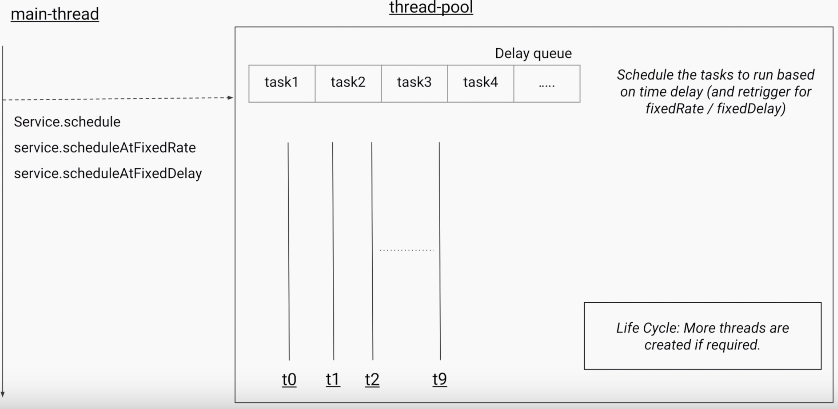 main-thread
thread-pool
Delay queue
task1 task2 task3 task4 .....
Schedule the tasks to run based
on time delay (and retrigger for
fixedRate / fixedDelay)
Service.schedule
service.scheduleAtFixedRate
service.scheduleAtFixedDelay
Life Cycle: More threads are
created if required.
t0 t1 t2 t9